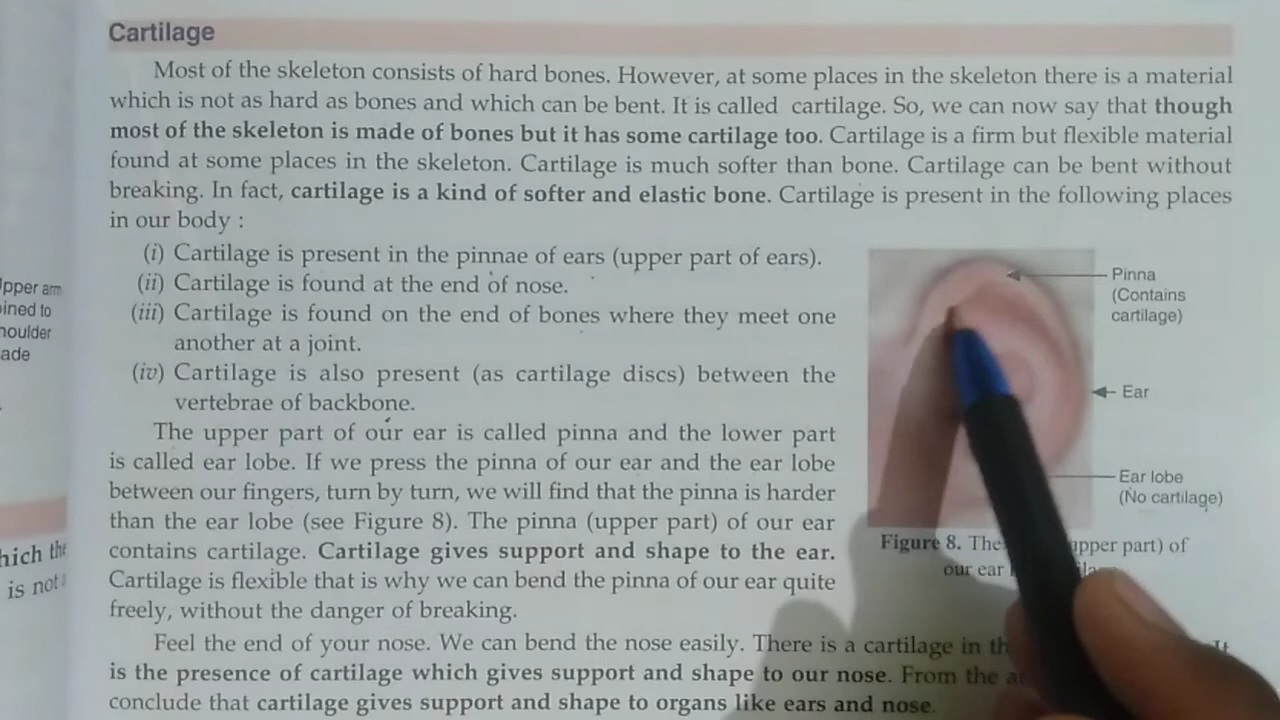 Cartilage
Most of the skeleton consists of hard bones. However, at some places in the skeleton there is a material
which is not as hard as bones and which can be bent. It is called cartilage. So, we can now say that though
most of the skeleton is made of bones but it has some cartilage too. Cartilage is a firm but flexible material
found at some places in the skeleton. Cartilage is much softer than bone. Cartilage can be bent without
breaking. In fact, cartilage is a kind of softer and elastic bone. Cartilage is present in the following places
in our body :
(i) Cartilage is present in the pinnae of ears (upper part of ears).
(ii) Cartilage is found at the end of nose.
(iii) Cartilage is found on the end of bones where they meet one
another at a joint.
(iv) Cartilage is also present (as cartilage discs) between the
vertebrae of backbone.
The upper part of our ear is called pinna and the lower part
is called ear lobe. If we press the pinna of our ear and the ear lobe
between our fingers, turn by turn, we will find that the pinna is harder
than the ear lobe (see Figure 8). The pinna (upper part) of our ear
contains cartilage. Cartilage gives support and shape to the ear.
Cartilage is flexible that is why we can bend the pinna of our ear quite
freely, without the danger of breaking.
Feel the end of your nose. We can bend the nose easily. There is a cartilage in
is the presence of cartilage which gives support and shape to our nose. From the
conclude that cartilage gives support and shape to organs like ears and nose.
Pinna
(Contains
cartilage)
Ear
Ear lobe
(No cartilage)
Figure 8. The upper part) of
our ear
Upper arm
ined to
houlder
ade
hich the
is not